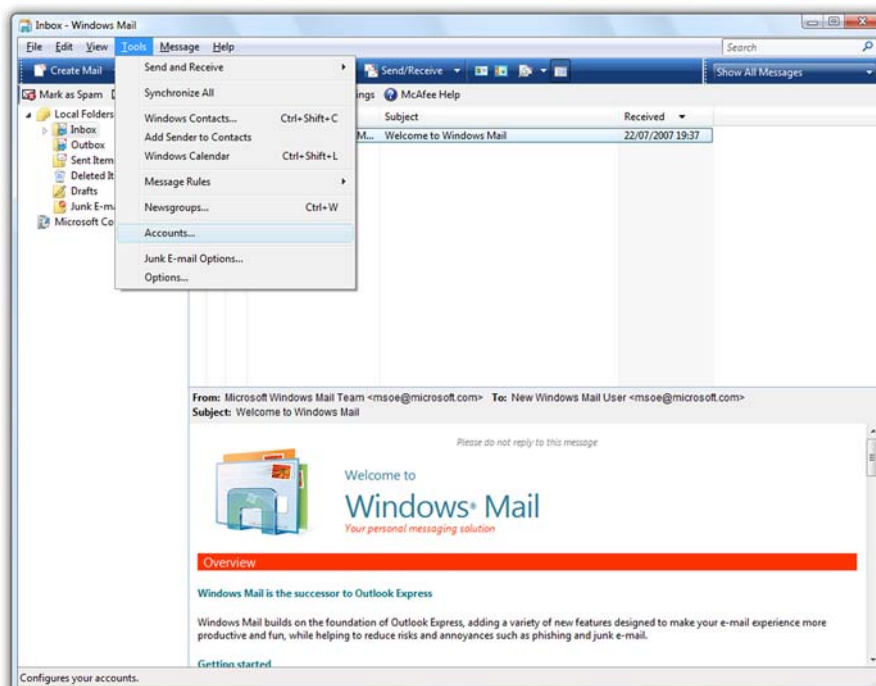 Inbox - Windows Mail
File Edit View Tools Message Help
Search
Create Mail
Send/Receive
Show All Messages
Mark as Spam
McAfee Help
Send and Receive
Synchronize All
Windows Contacts... Ctrl+Shift+C
Add Sender to Contacts
Windows Calendar Ctrl+Shift+L
Message Rules
Newsgroups... Ctrl+W
Accounts...
Junk E-mail Options...
Options...
Local Folders
Inbox
Outbox
Sent Item
Deleted It
Drafts
Junk E-m
Microsoft Co
Subject Received
M... Welcome to Windows Mail 22/07/2007 19:37
From: Microsoft Windows Mail Team <msoe@microsoft.com> To: New Windows Mail User <msoe@microsoft.com>
Subject: Welcome to Windows Mail
Please do not reply to this message
Welcome to
Windows® Mail
Your personal messaging solution
Overview
Windows Mail is the successor to Outlook Express
Windows Mail builds on the foundation of Outlook Express, adding a variety of new features designed to make your e-mail experience more
productive and fun, while helping to reduce risks and annoyances such as phishing and junk e-mail.
Getting started
Configures your accounts.